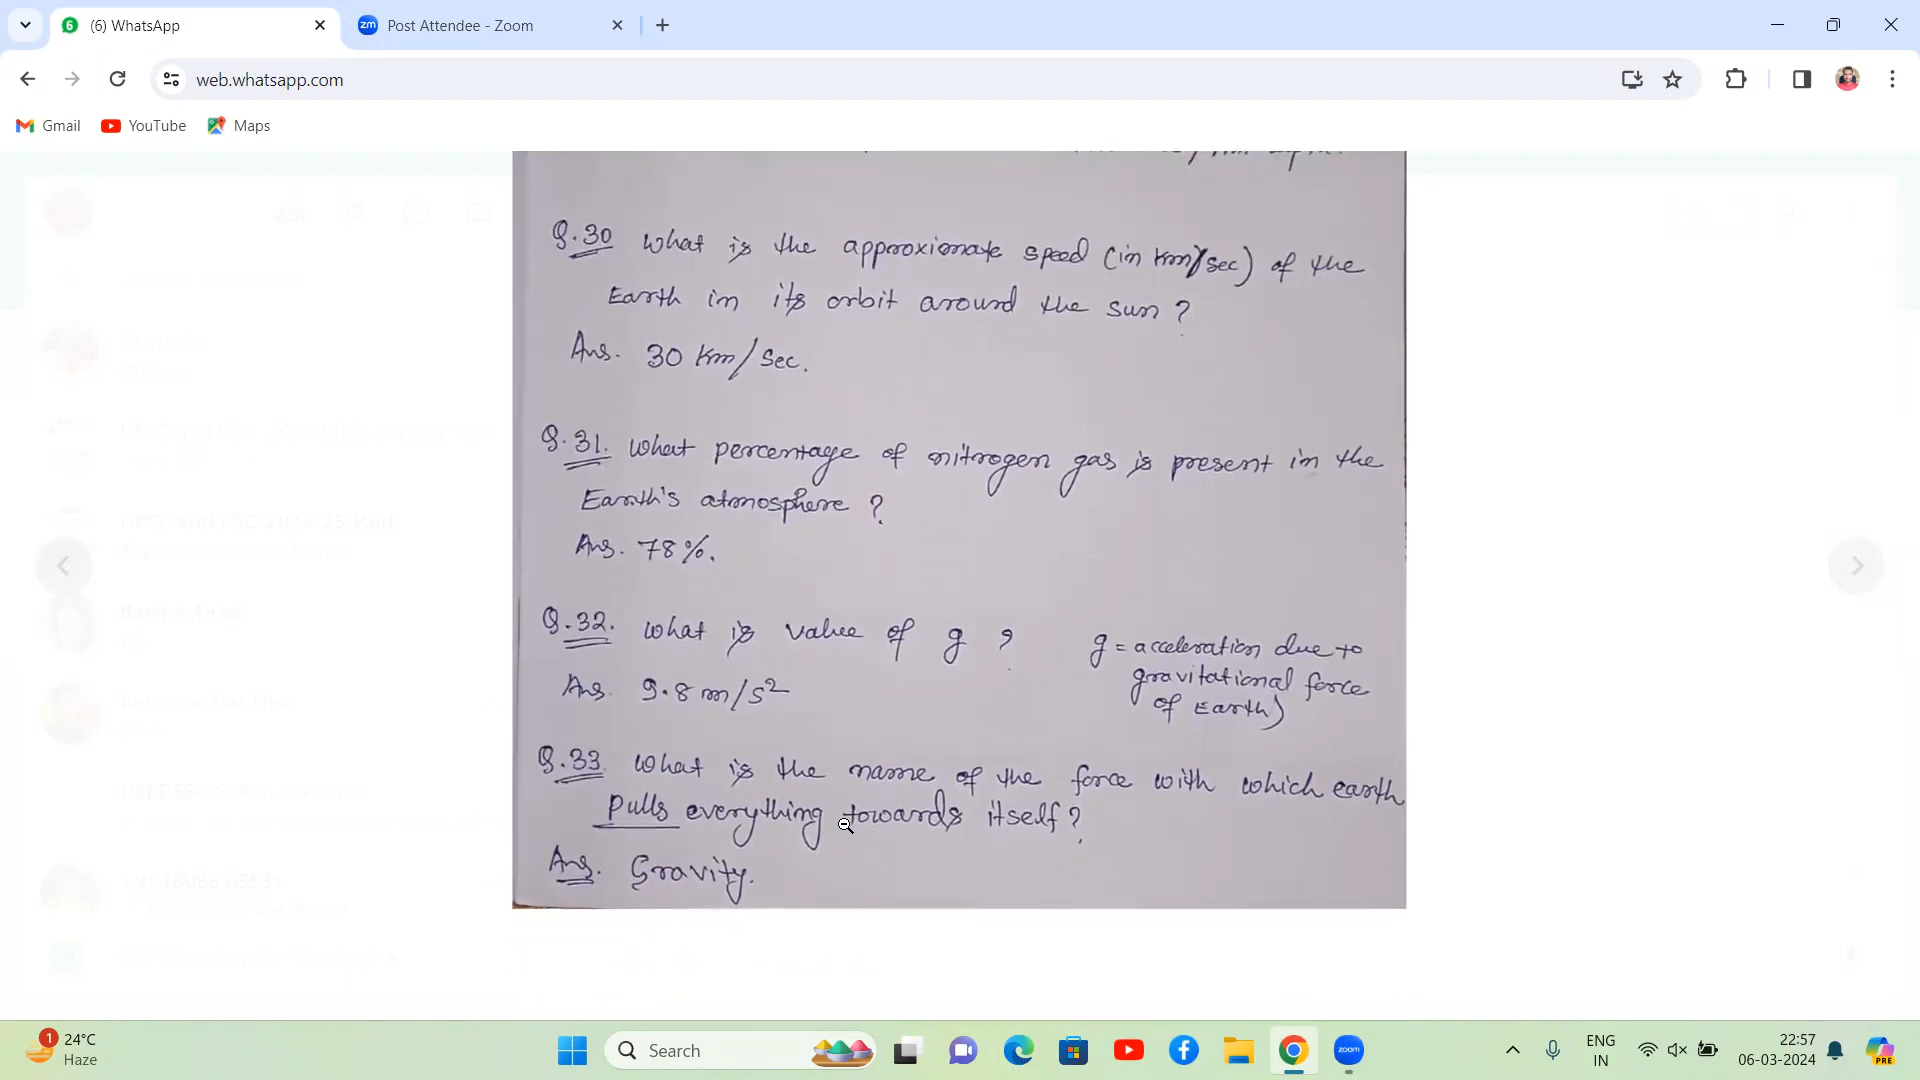 (6) WhatsApp
Post Attendee - Zoom
web.whatsapp.com
Gmail YouTube Maps
Q.30 What is the approximate speed (in Km/sec) of the
Earth in its orbit around the sun ?
Ans. 30 Km/Sec.
Q.31. What percentage of nitrogen gas is present in the
Earth's atmosphere ?
Ans. 78%.
Q.32. What is value of g ?
g = acceleration due to
gravitational force
of Earth)
Ans. 9.8 m/s²
Q.33. What is the name of the force with which earth
Pulls everything towards itself ?
Ans. Gravity.
1
24°C
Haze
Search
zoom
ENG
IN
22:57
06-03-2024
PRE